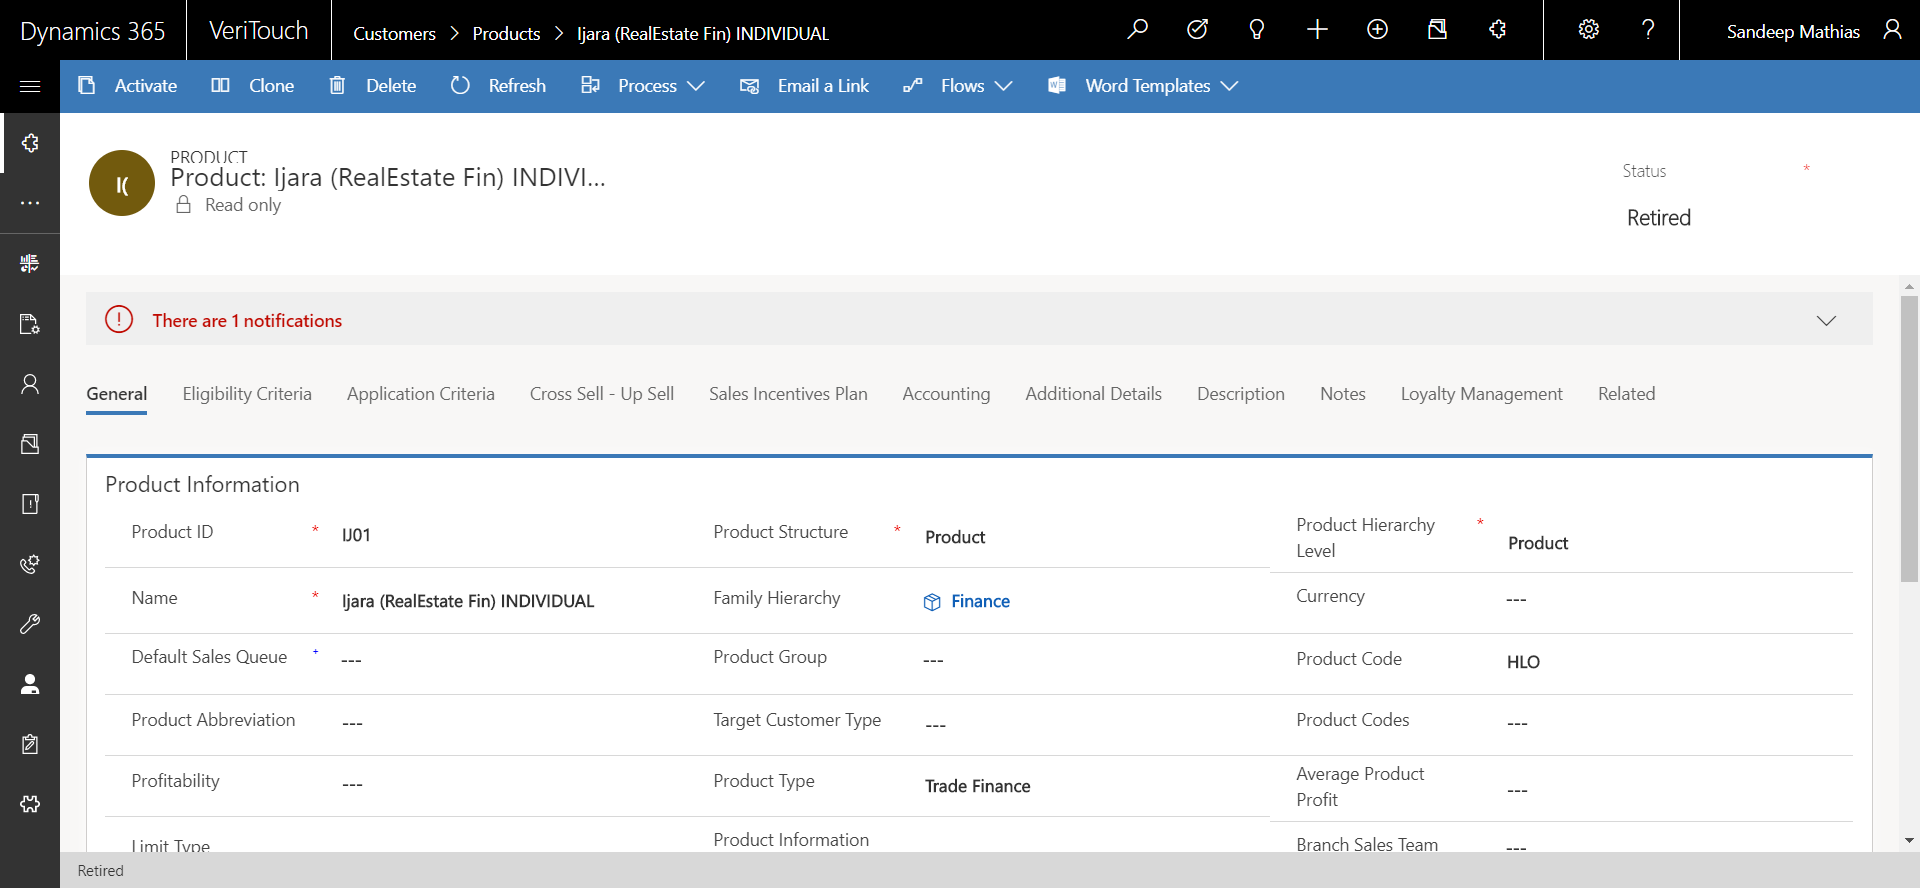 Dynamics 365
VeriTouch
Customers > Products > Ijara (RealEstate Fin) INDIVIDUAL
Sandeep Mathias
Activate
Clone
Delete
Refresh
Process
Email a Link
Flows
Word Templates
I(
PRODUCT
Product: Ijara (RealEstate Fin) INDIVI...
Read only
Status *
Retired
There are 1 notifications
General
Eligibility Criteria
Application Criteria
Cross Sell - Up Sell
Sales Incentives Plan
Accounting
Additional Details
Description
Notes
Loyalty Management
Related
Product Information
Product ID * IJ01
Product Structure * Product
Product Hierarchy
Level * Product
Name * Ijara (RealEstate Fin) INDIVIDUAL
Family Hierarchy Finance
Currency ---
Default Sales Queue + ---
Product Group ---
Product Code HLO
Product Abbreviation ---
Target Customer Type ---
Product Codes ---
Profitability ---
Product Type Trade Finance
Average Product
Profit ---
Limit Type
Product Information
Branch Sales Team ---
Retired